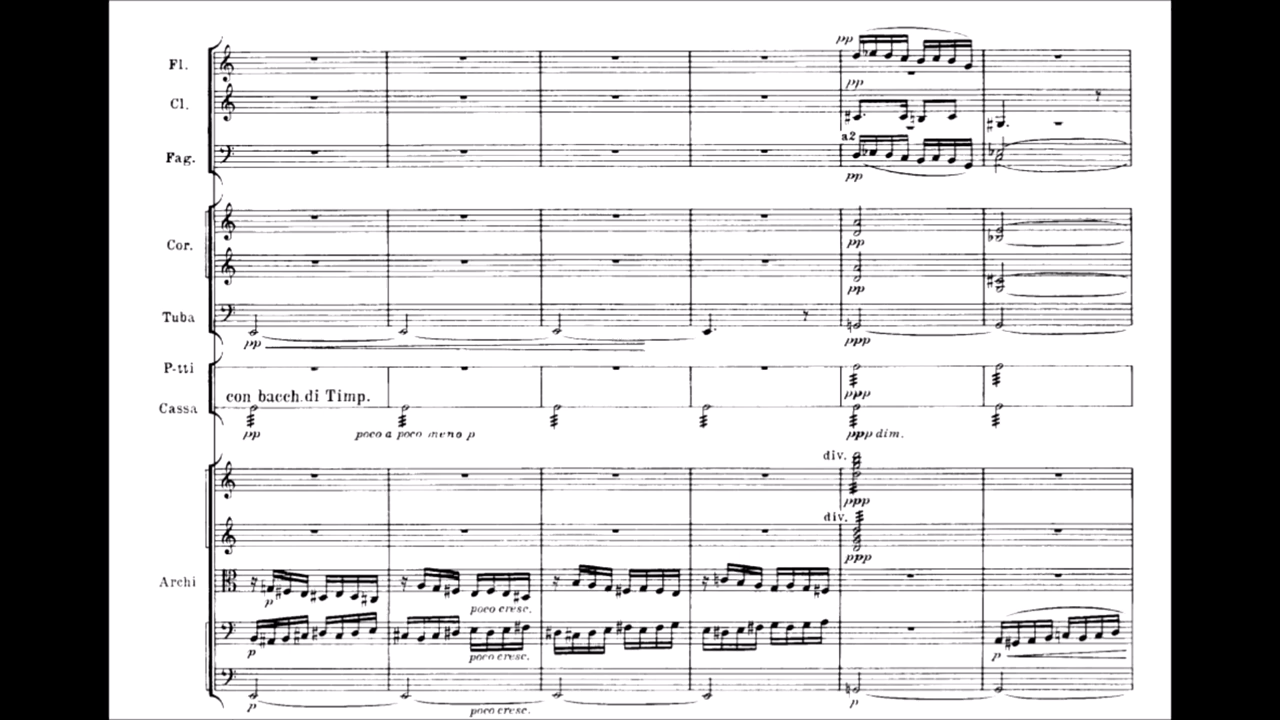 pp
Fl.
pp
Cl.
a2
Fag.
pp
Cor.
pp
pp
Tuba
pp
ppp
P-tti
con bacch. di Timp.
ppp
Cassa
pp poco a poco meno p ppp dim.
div.
ppp
div.
ppp
Archi
p
poco cresc.
p poco cresc. p
p poco cresc. p